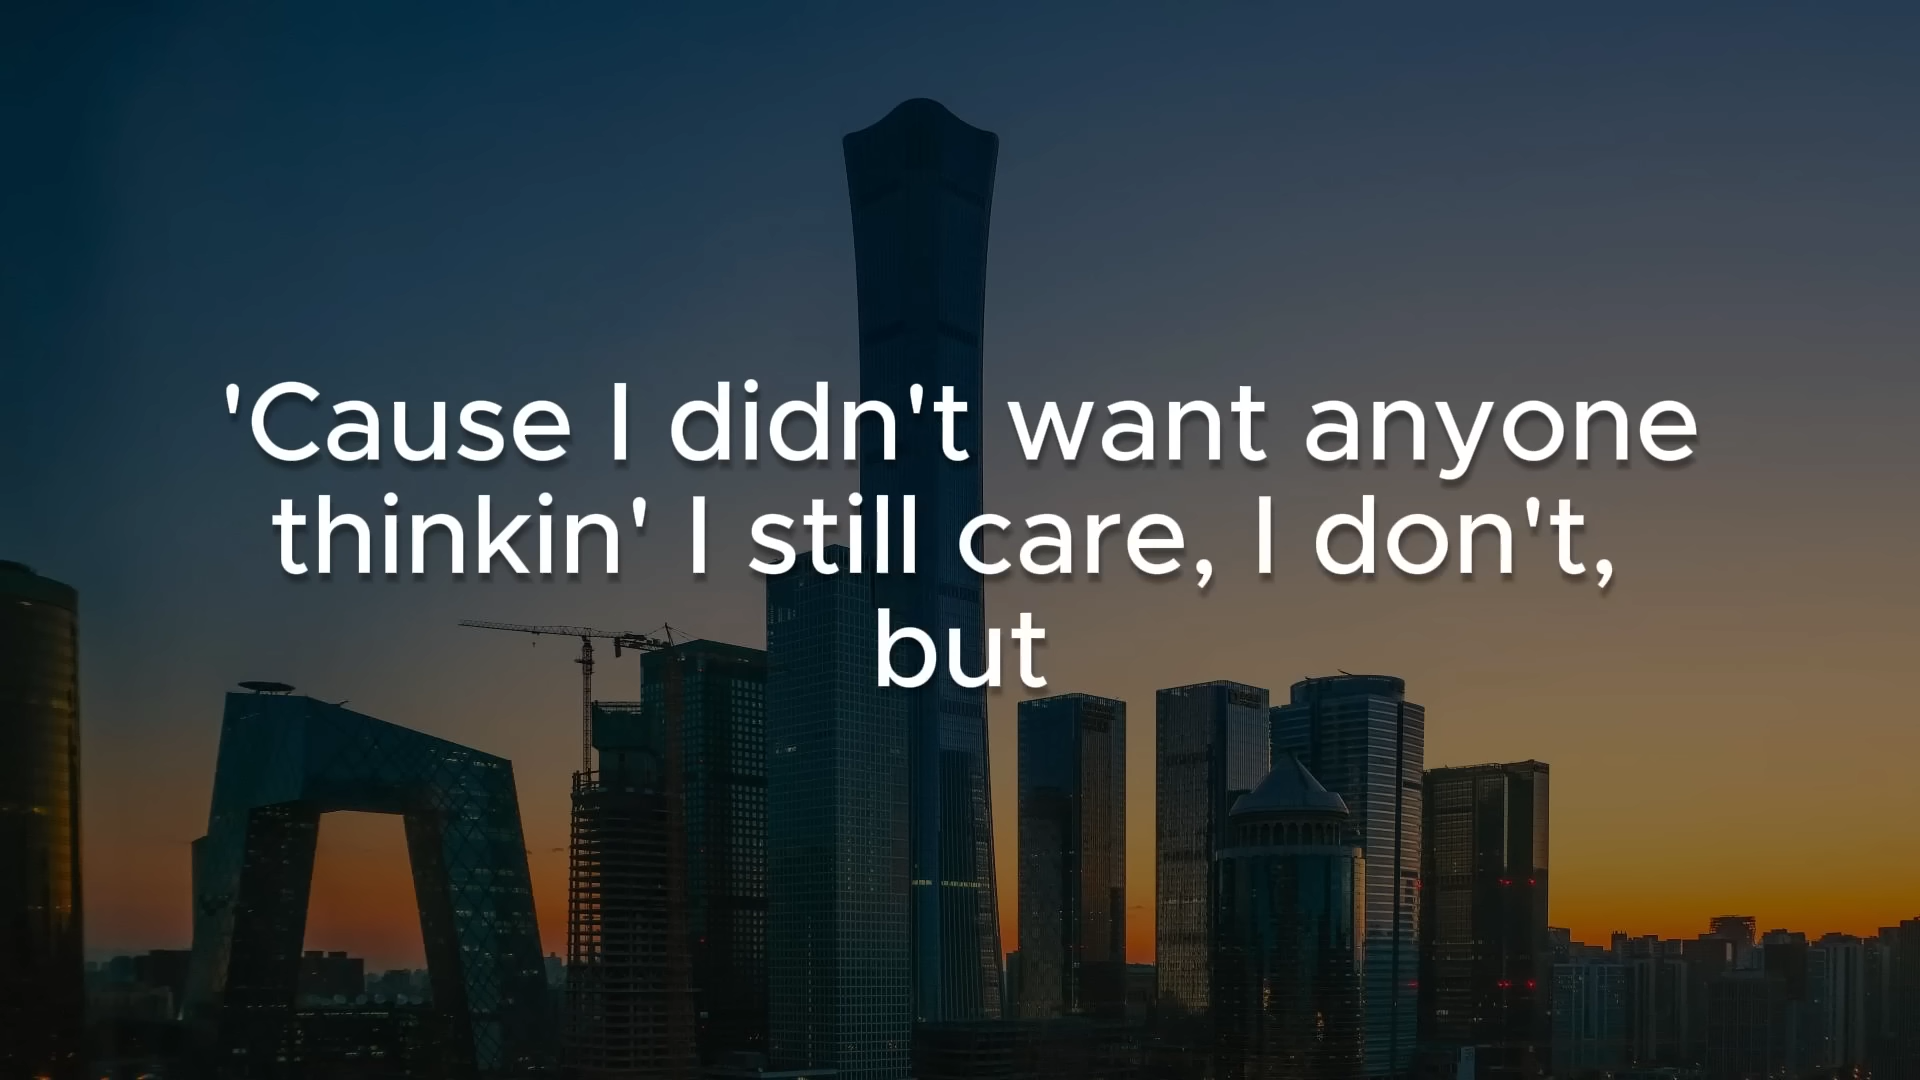 'Cause I didn't want anyone
thinkin' I still care, I don't,
but